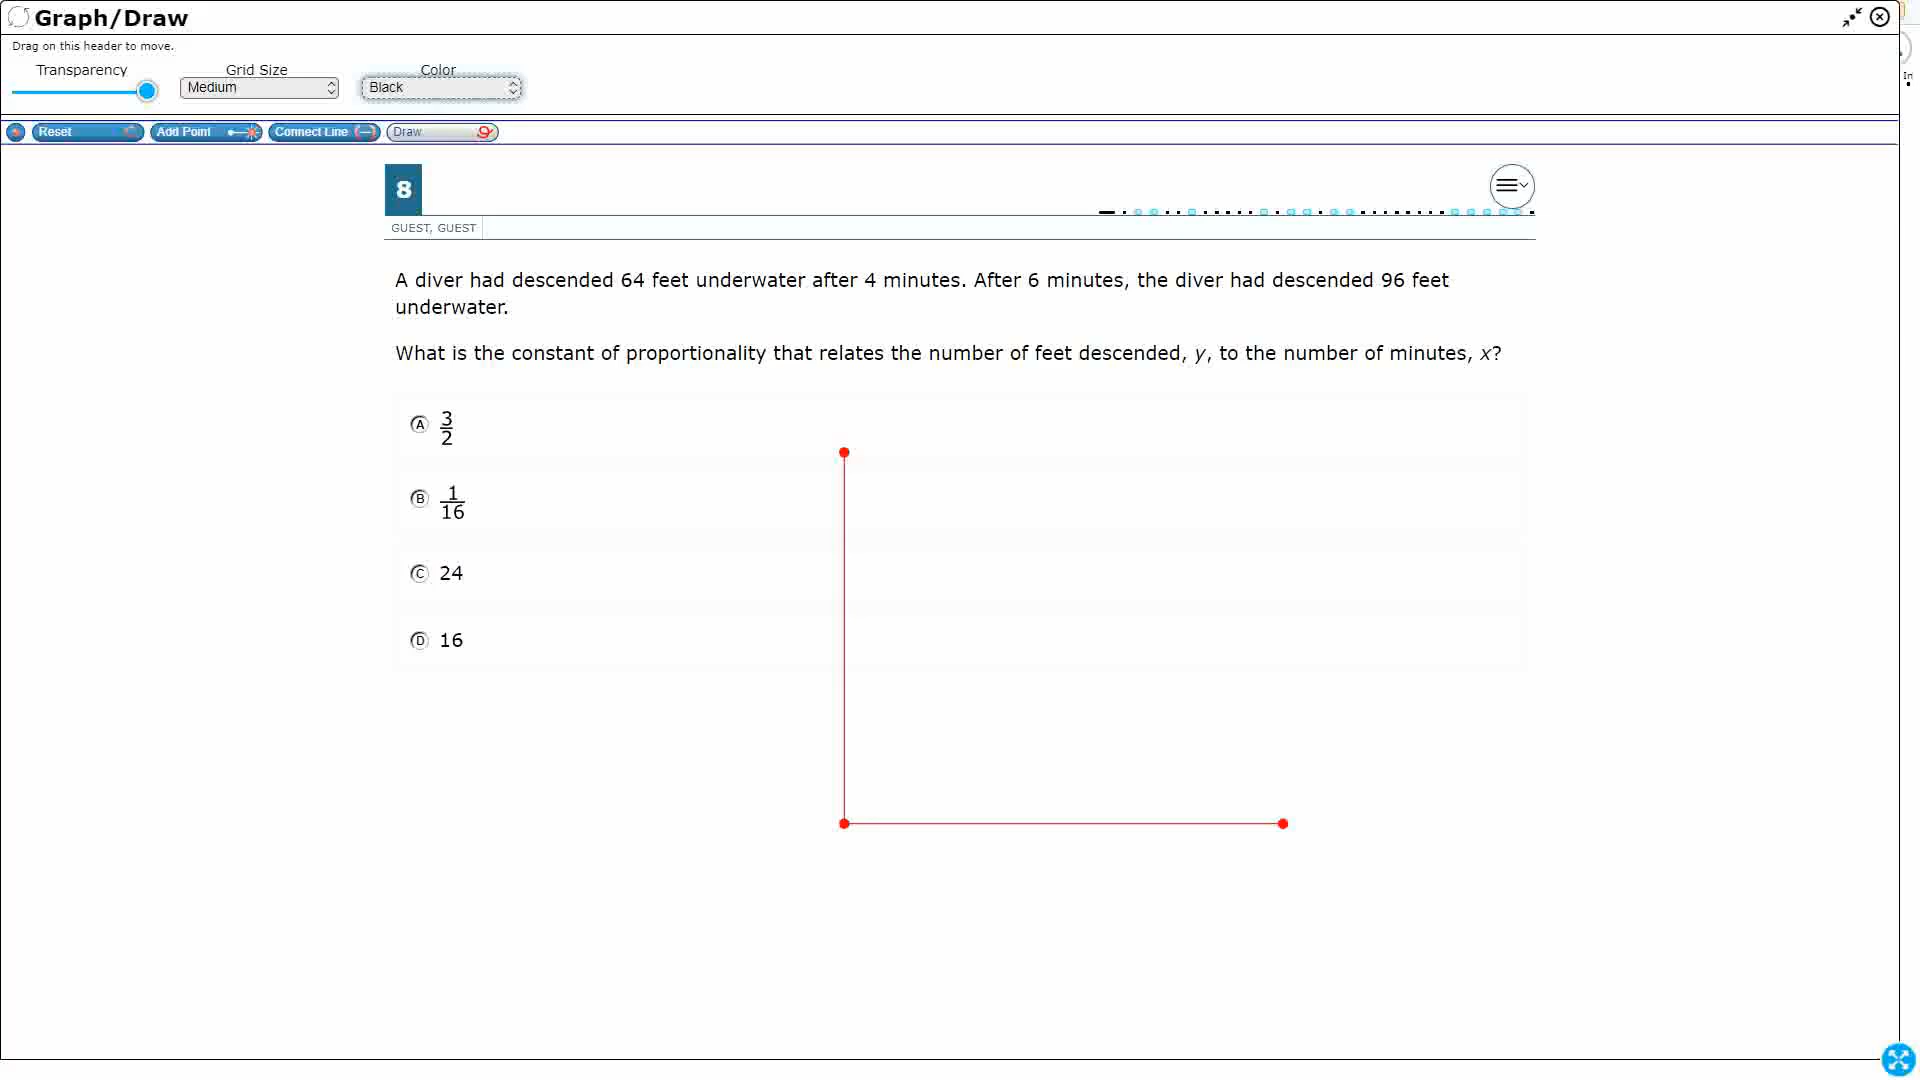 Graph/Draw
Drag on this header to move.
Transparency Grid Size Color
Medium Black
Reset Add Point Connect Line Draw
8
GUEST, GUEST
A diver had descended 64 feet underwater after 4 minutes. After 6 minutes, the diver had descended 96 feet
underwater.
What is the constant of proportionality that relates the number of feet descended, y, to the number of minutes, x?
A 3/2
B 1/16
C 24
D 16